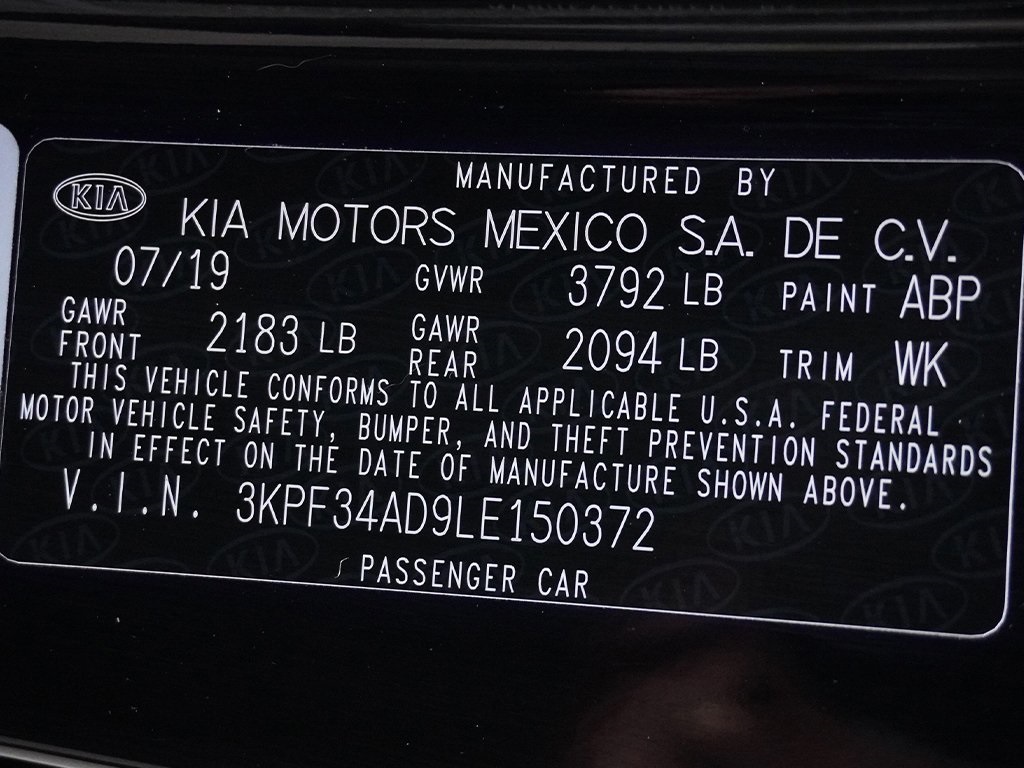 MANUFACTURED BY
KIA
KIA MOTORS MEXICO S.A. DE C.V.
07/19 GVWR 3792 LB PAINT ABP
GAWR FRONT 2183 LB GAWR REAR 2094 LB TRIM WK
THIS VEHICLE CONFORMS TO ALL APPLICABLE U.S.A. FEDERAL
MOTOR VEHICLE SAFETY, BUMPER, AND THEFT PREVENTION STANDARDS
IN EFFECT ON THE DATE OF MANUFACTURE SHOWN ABOVE.
V.I.N. 3KPF34AD9LE150372
PASSENGER CAR